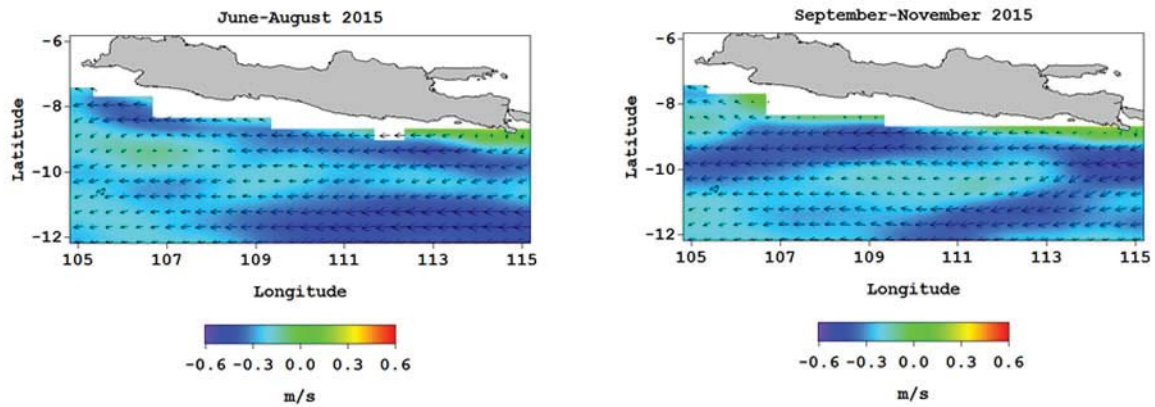 June-August 2015
-6
-8
-10
-12
Latitude
105 107 109 111 113 115
Longitude
-0.6 -0.3 0.0 0.3 0.6
m/s
September-November 2015
-6
-8
-10
-12
Latitude
105 107 109 111 113 115
Longitude
-0.6 -0.3 0.0 0.3 0.6
m/s